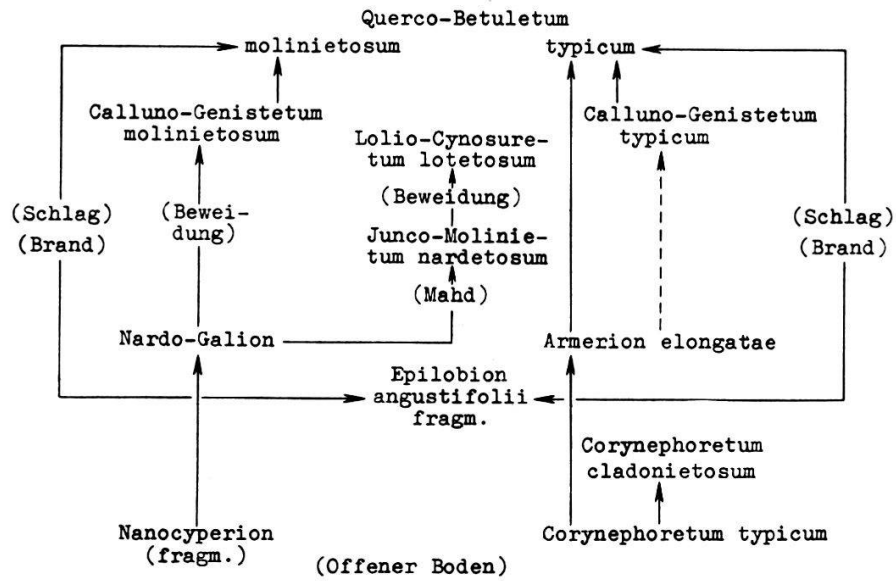 Querco-Betuletum
molinietosum
typicum
Calluno-Genistetum
molinietosum
Calluno-Genistetum
typicum
Lolio-Cynosure-
tum lotetosum
(Beweidung)
(Schlag)
(Brand)
(Bewei-
dung)
Junco-Molinie-
tum nardetosum
(Schlag)
(Brand)
(Mahd)
Nardo-Galion
Armerion elongatae
Epilobion
angustifolii
fragm.
Corynephoretum
cladonietosum
Nanocyperion
(fragm.)
Corynephoretum typicum
(Offener Boden)